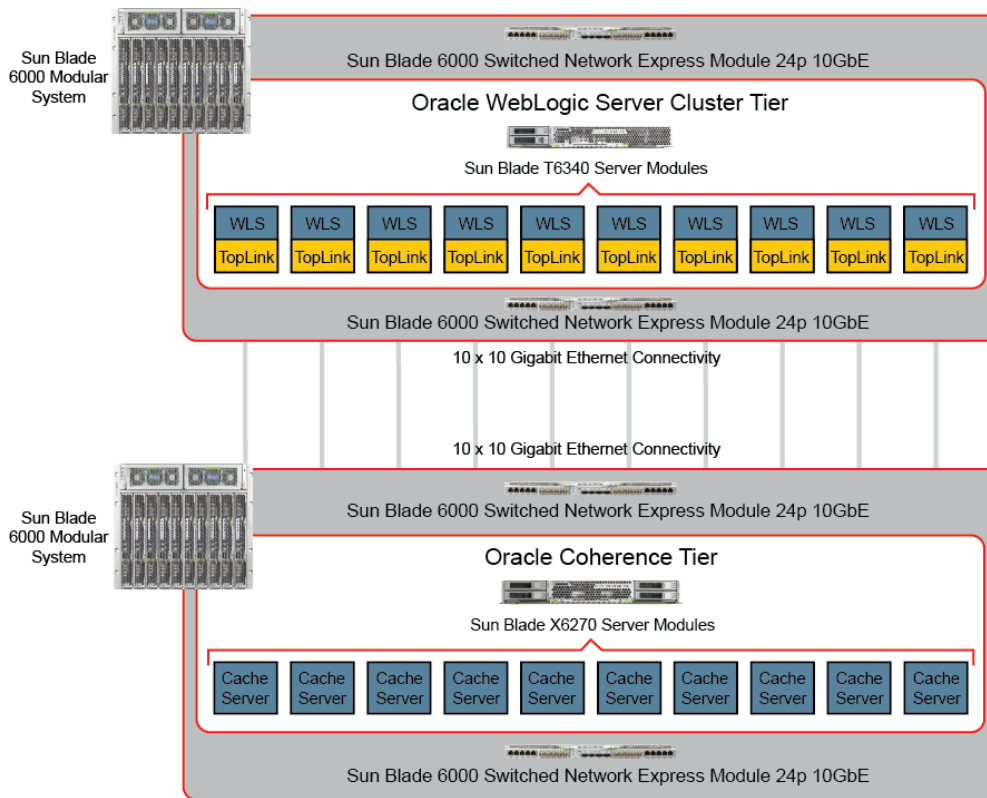 Sun Blade
6000 Modular
System
Sun Blade 6000 Switched Network Express Module 24p 10GbE
Oracle WebLogic Server Cluster Tier
Sun Blade T6340 Server Modules
WLS WLS WLS WLS WLS WLS WLS WLS WLS WLS
TopLink TopLink TopLink TopLink TopLink TopLink TopLink TopLink TopLink TopLink
Sun Blade 6000 Switched Network Express Module 24p 10GbE
10 x 10 Gigabit Ethernet Connectivity
10 x 10 Gigabit Ethernet Connectivity
Sun Blade
6000 Modular
System
Sun Blade 6000 Switched Network Express Module 24p 10GbE
Oracle Coherence Tier
Sun Blade X6270 Server Modules
Cache Cache Cache Cache Cache Cache Cache Cache Cache Cache
Server Server Server Server Server Server Server Server Server Server
Sun Blade 6000 Switched Network Express Module 24p 10GbE